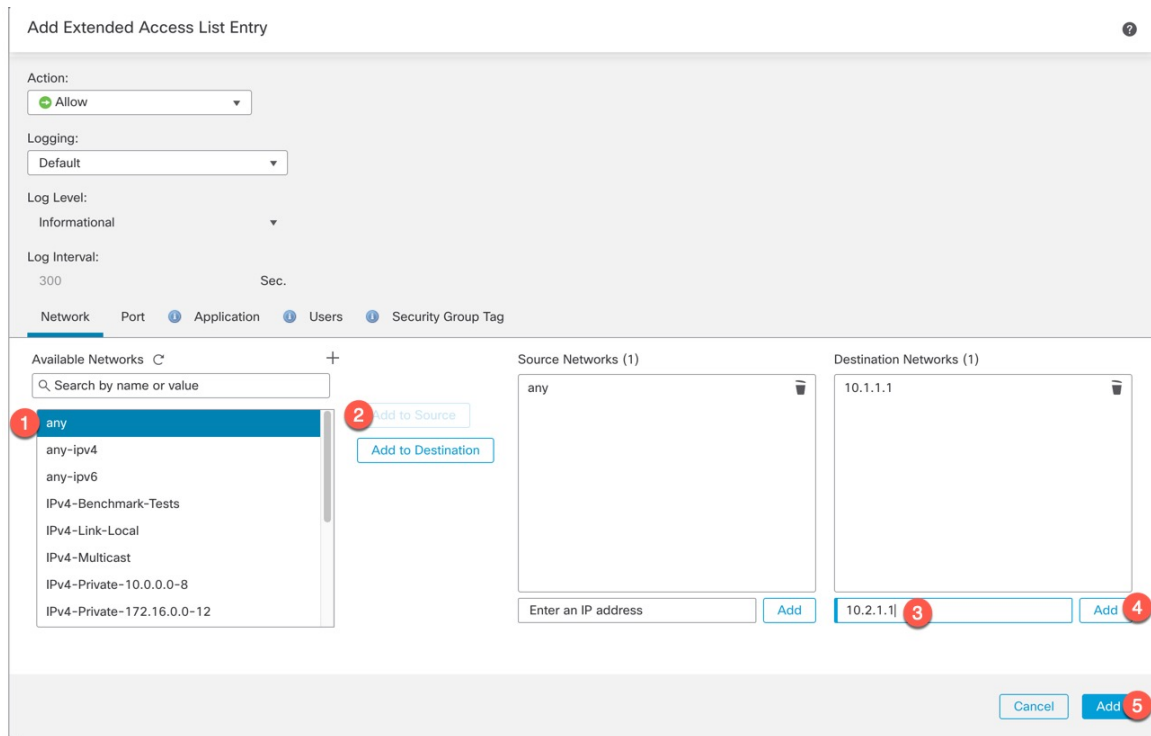 Add Extended Access List Entry
?
Action:
Allow
Logging:
Default
Log Level:
Informational
Log Interval:
300 Sec.
Network Port i Application i Users i Security Group Tag
Available Networks
+
Search by name or value
1 any
any-ipv4
any-ipv6
IPv4-Benchmark-Tests
IPv4-Link-Local
IPv4-Multicast
IPv4-Private-10.0.0.0-8
IPv4-Private-172.16.0.0-12
2 Add to Source
Add to Destination
Source Networks (1)
any
Enter an IP address Add
Destination Networks (1)
10.1.1.1
10.2.1.1 3 Add 4
Cancel Add 5